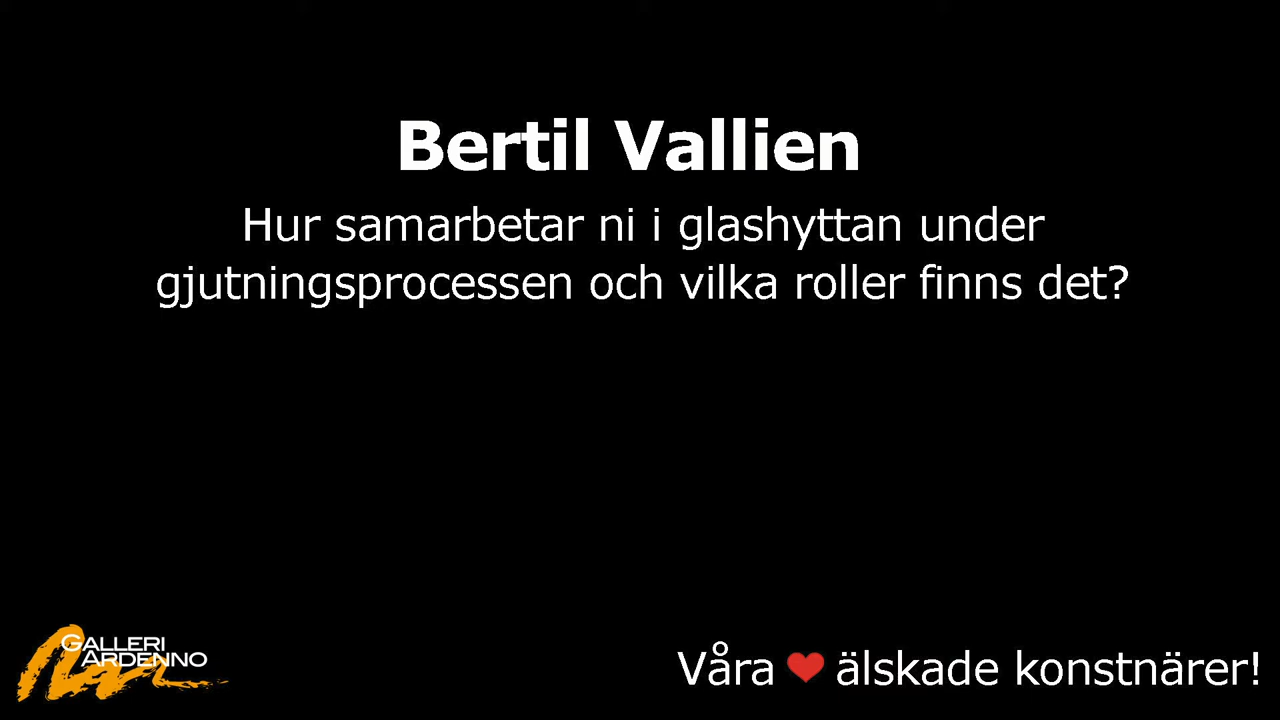 Bertil Vallien
Hur samarbetar ni i glashyttan under
gjutningsprocessen och vilka roller finns det?
GALLERI
ARDENNO
Våra ❤ älskade konstnärer!